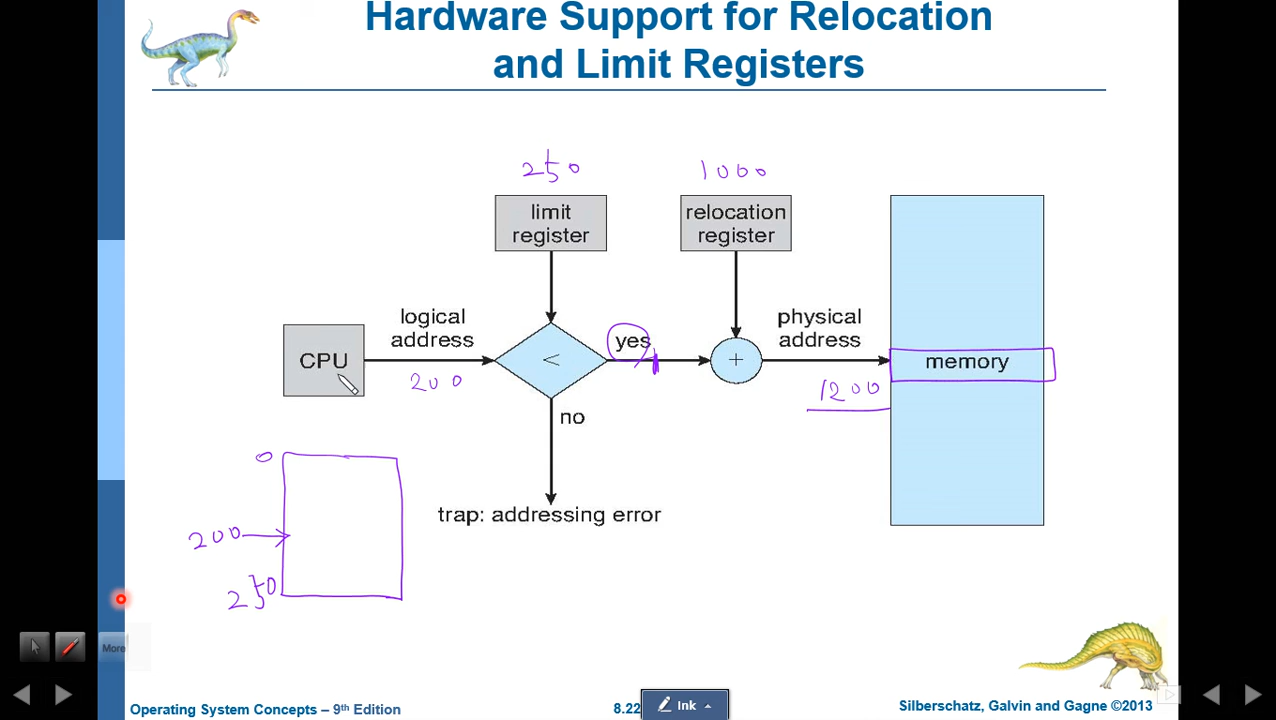 Hardware Support for Relocation
and Limit Registers
250
1000
limit
register
relocation
register
logical
address
yes
physical
address
CPU
<
+
memory
200
1200
no
0
trap: addressing error
200
250
More
Operating System Concepts – 9th Edition
8.22
Ink
Silberschatz, Galvin and Gagne ©2013